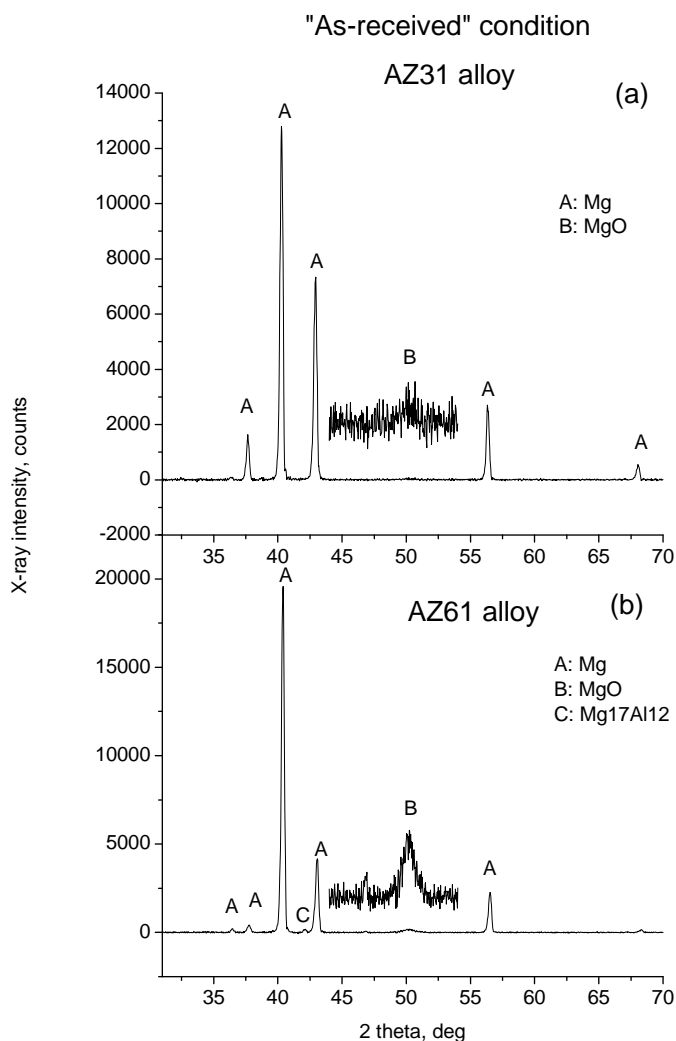 "As-received" condition
AZ31 alloy
(a)
14000
12000
10000
8000
6000
4000
2000
0
-2000
A
A
A
B
A
A
A: Mg
B: MgO
35 40 45 50 55 60 65 70
X-ray intensity, counts
AZ61 alloy
(b)
20000
15000
10000
5000
0
A
A
A
C
A
B
A
A: Mg
B: MgO
C: Mg17Al12
35 40 45 50 55 60 65 70
2 theta, deg